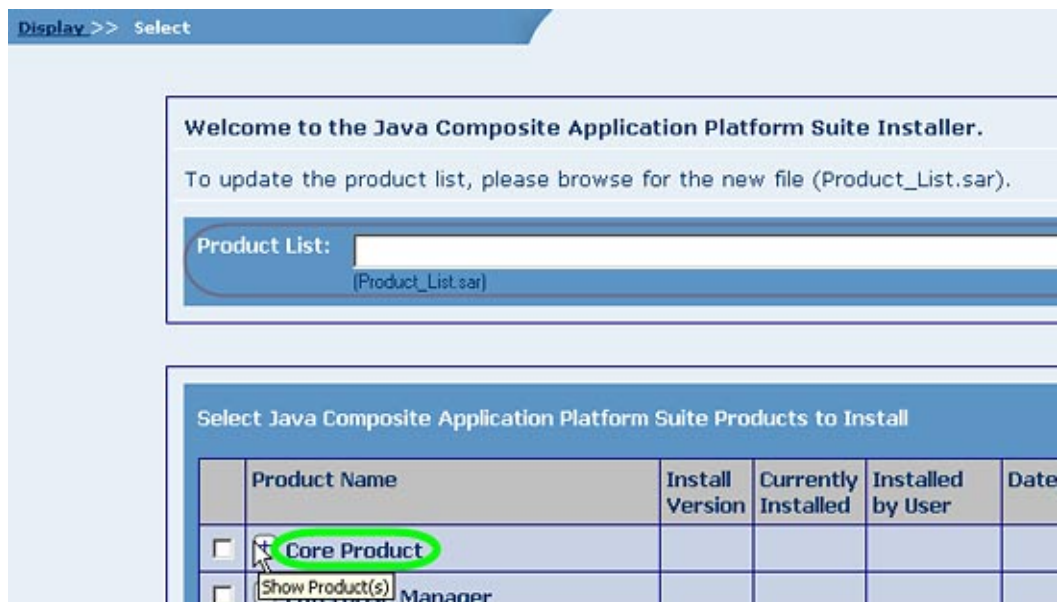 Display >> Select
Welcome to the Java Composite Application Platform Suite Installer.
To update the product list, please browse for the new file (Product_List.sar).
Product List:
(Product_List.sar)
Select Java Composite Application Platform Suite Products to Install
Product Name Install Version Currently Installed Installed by User Date
Core Product
Show Product(s)
Manager